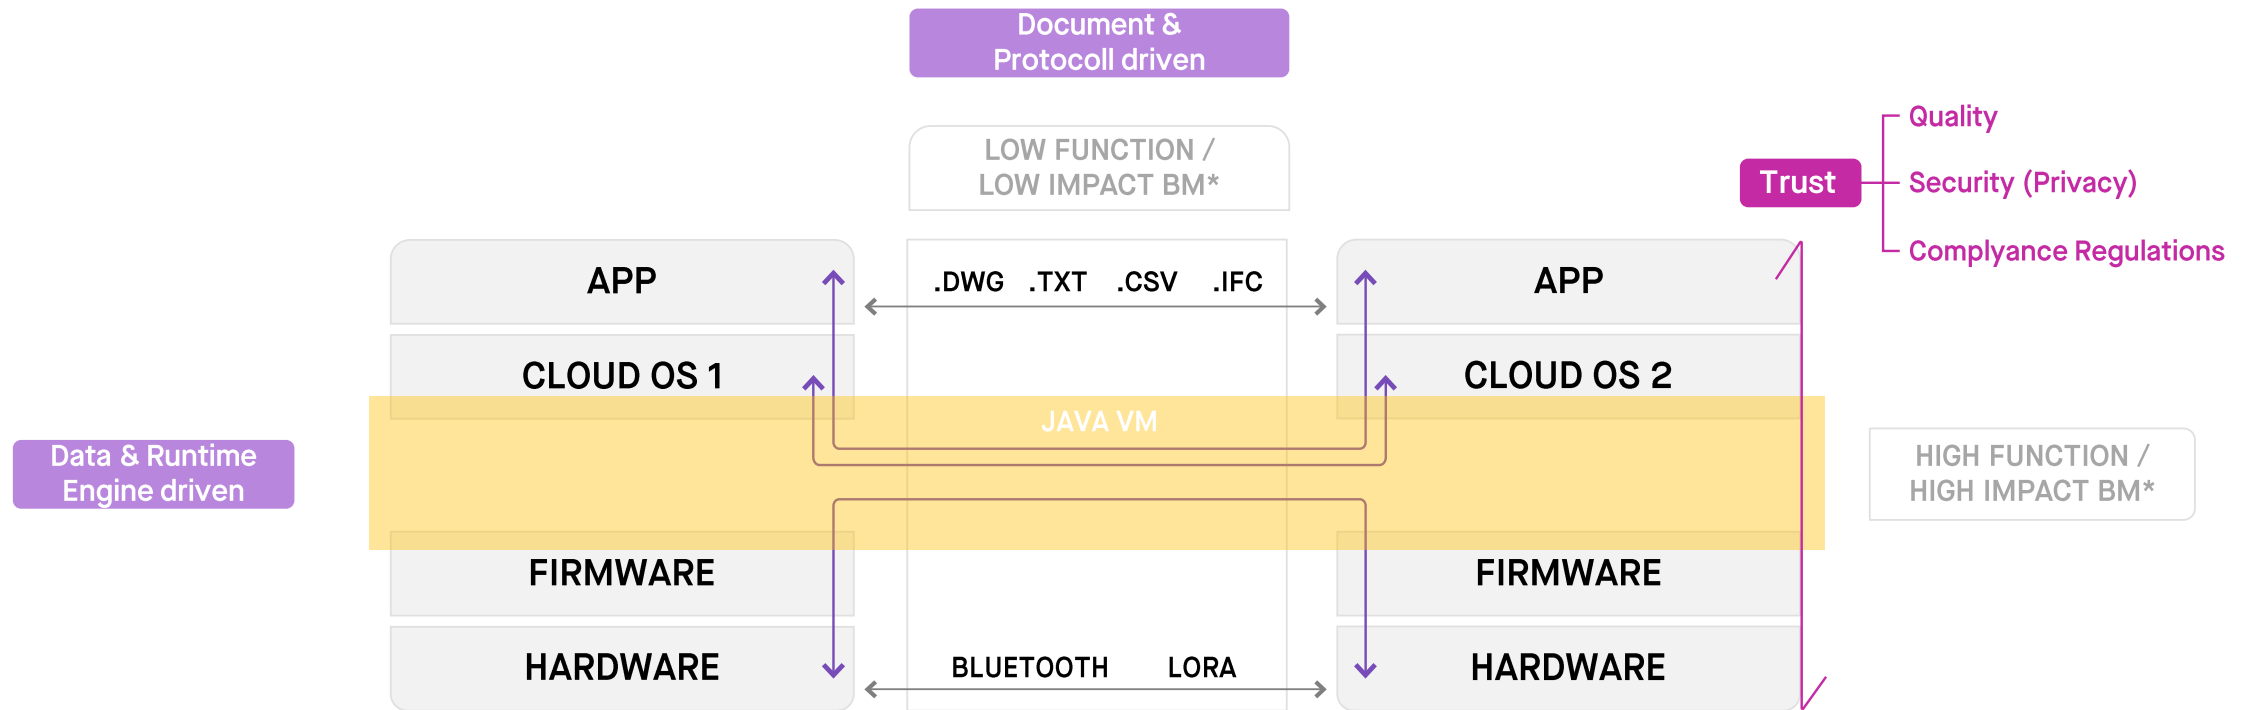 Document &
Protocoll driven
LOW FUNCTION /
LOW IMPACT BM*
Quality
Trust
Security (Privacy)
Complyance Regulations
APP
.DWG .TXT .CSV .IFC
APP
CLOUD OS 1
CLOUD OS 2
JAVA VM
Data & Runtime
Engine driven
HIGH FUNCTION /
HIGH IMPACT BM*
FIRMWARE
FIRMWARE
HARDWARE
BLUETOOTH LORA
HARDWARE